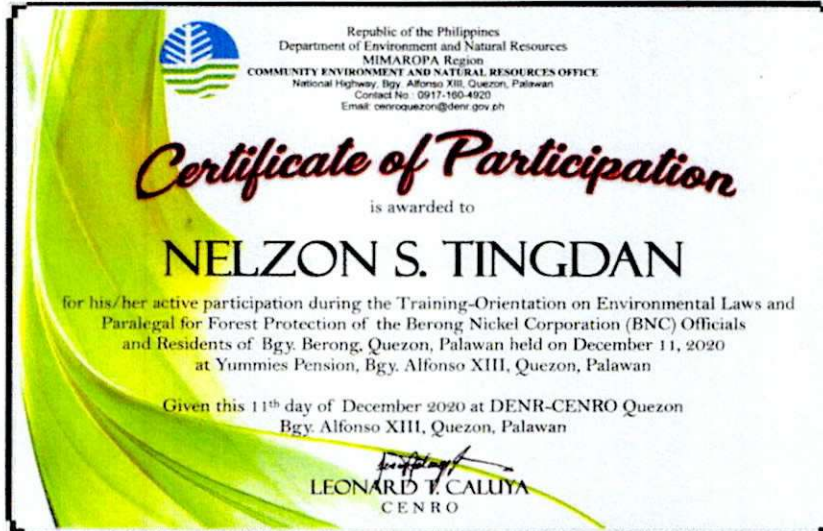 Republic of the Philippines
Department of Environment and Natural Resources
MIMAROPA Region
COMMUNITY ENVIRONMENT AND NATURAL RESOURCES OFFICE
National Highway, Bgy. Alfonso XIII, Quezon, Palawan
Contact No.: 0917-160-4920
Email: cenroquezon@denr.gov.ph
Certificate of Participation
is awarded to
NELZON S. TINGDAN
for his/her active participation during the Training-Orientation on Environmental Laws and
Paralegal for Forest Protection of the Berong Nickel Corporation (BNC) Officials
and Residents of Bgy. Berong, Quezon, Palawan held on December 11, 2020
at Yummies Pension, Bgy. Alfonso XIII, Quezon, Palawan
Given this 11th day of December 2020 at DENR-CENRO Quezon
Bgy. Alfonso XIII, Quezon, Palawan
LEONARD T. CALUYA
CENRO